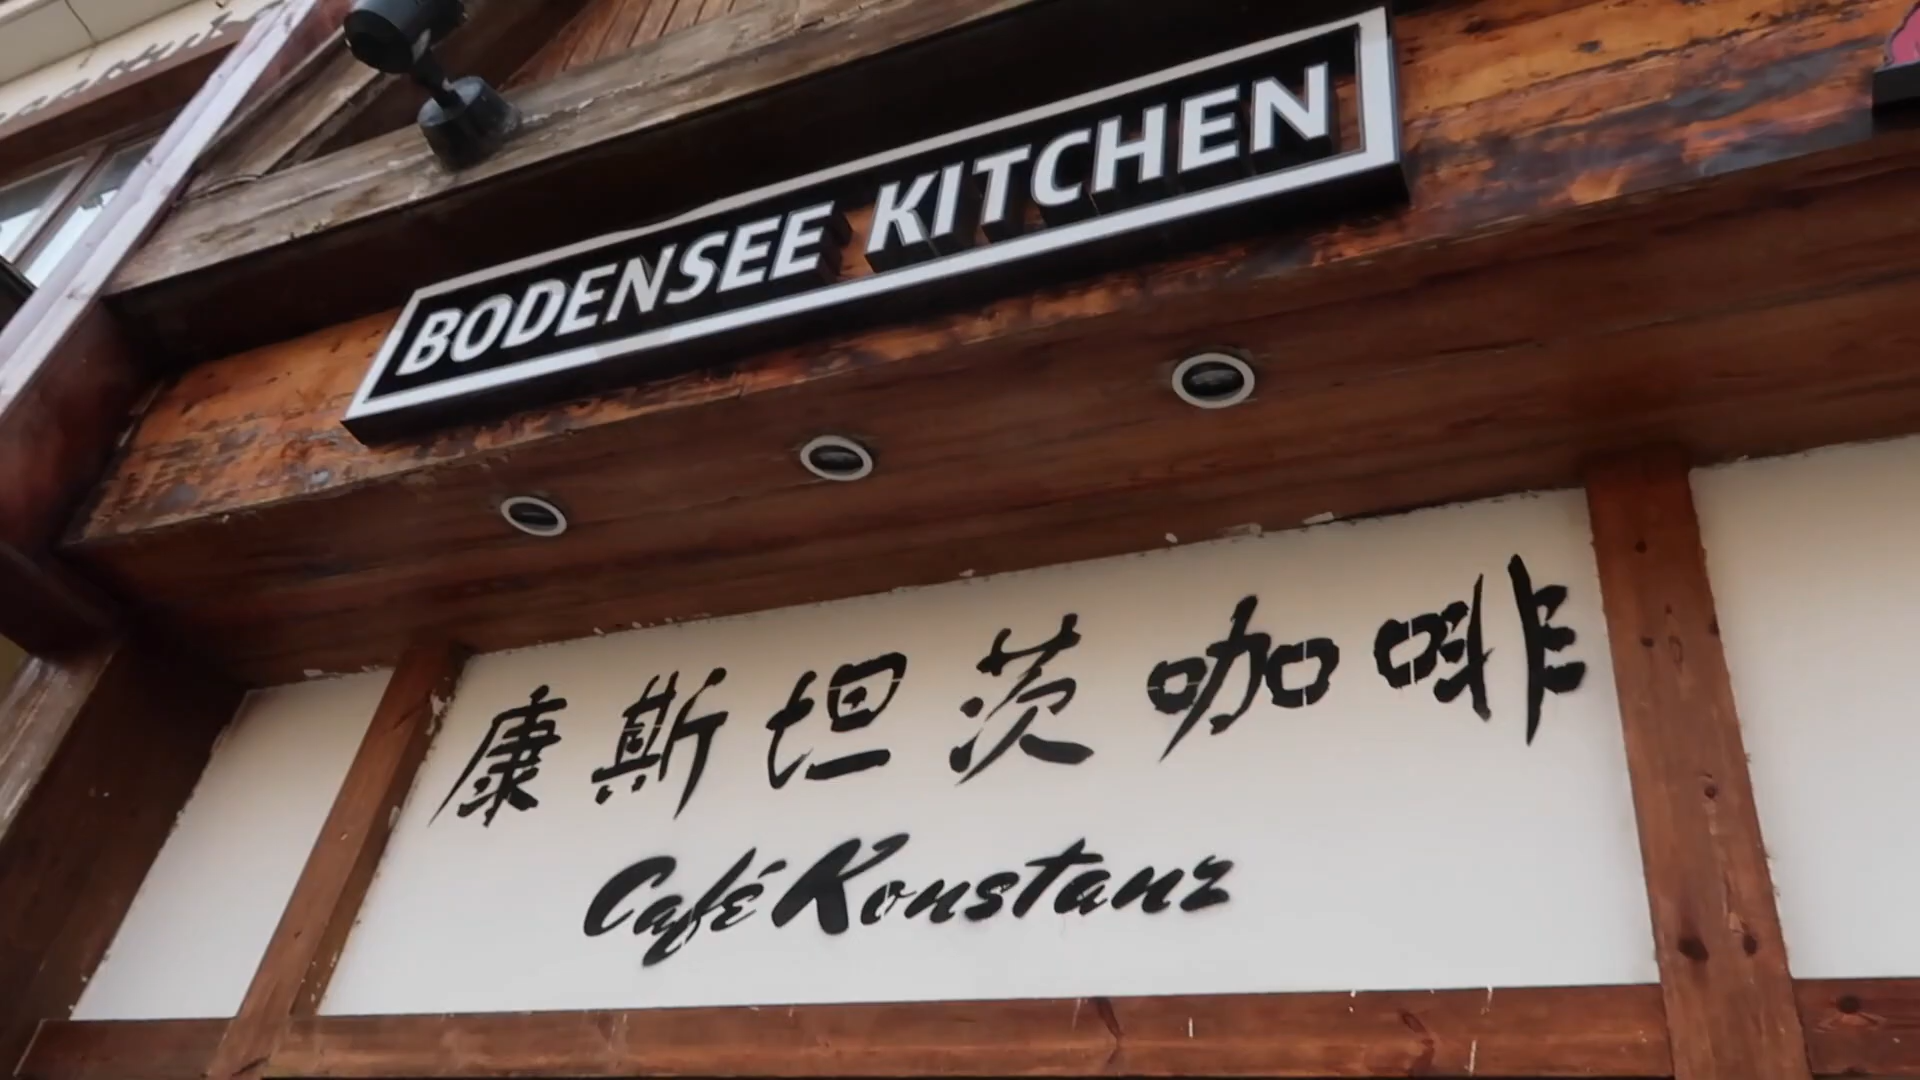 BODENSEE KITCHEN
康斯坦茨咖啡
Café Konstanz